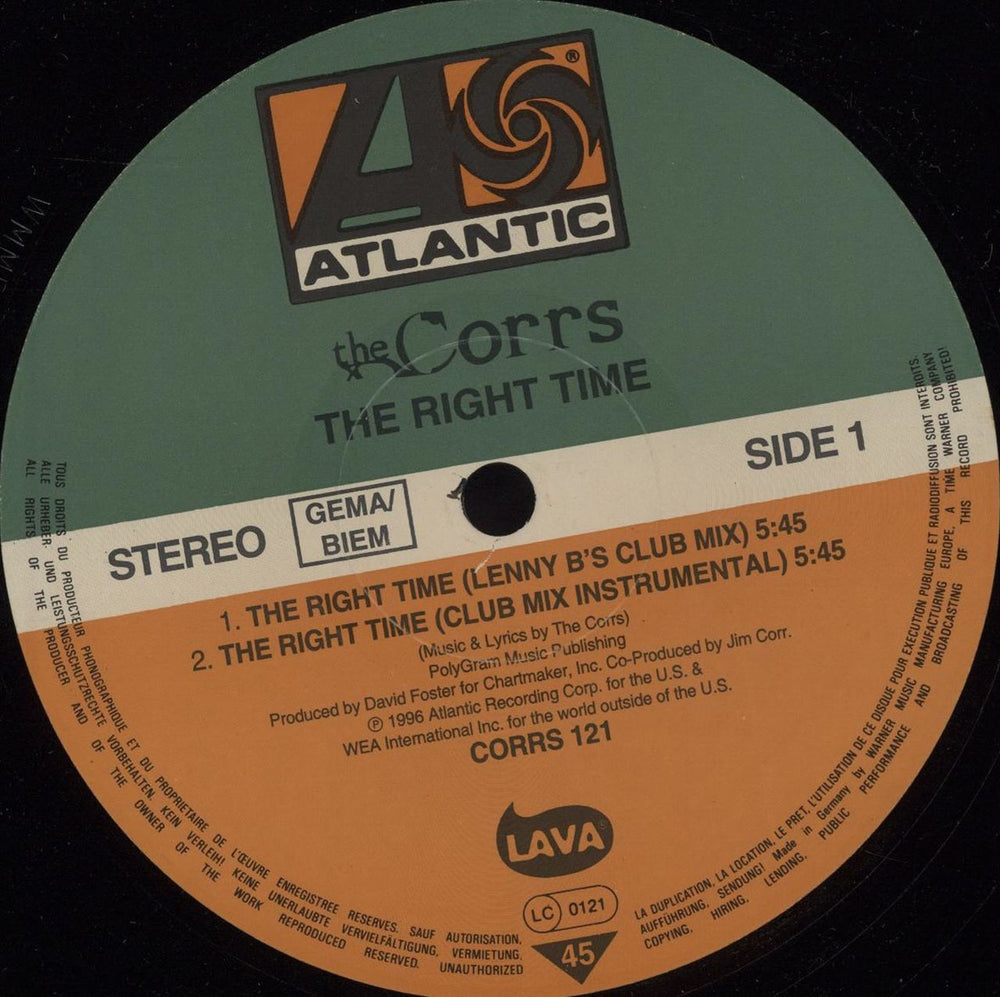 ®
ATLANTIC
the Corrs
THE RIGHT TIME
SIDE 1
STEREO
GEMA/
BIEM
1. THE RIGHT TIME (LENNY B'S CLUB MIX) 5:45
2. THE RIGHT TIME (CLUB MIX INSTRUMENTAL) 5:45
(Music & Lyrics by The Corrs)
PolyGram Music Publishing
Produced by David Foster for Chartmaker, Inc. Co-Produced by Jim Corr.
℗ 1996 Atlantic Recording Corp. for the U.S. &
WEA International Inc. for the world outside of the U.S.
CORRS 121
LAVA
LC 0121
45
TOUS DROITS DU PRODUCTEUR PHONOGRAPHIQUE ET DU PROPRIETAIRE DE L'ŒUVRE ENREGISTREE RESERVES. SAUF AUTORISATION, LA DUPLICATION, LA LOCATION, LE PRET, L'UTILISATION DE CE DISQUE POUR EXECUTION PUBLIQUE ET RADIODIFFUSION SONT INTERDITS.
ALLE URHEBER- UND LEISTUNGSSCHUTZRECHTE VORBEHALTEN. KEIN VERLEIH! KEINE UNERLAUBTE VERVIELFÄLTIGUNG, VERMIETUNG, AUFFÜHRUNG, SENDUNG! Made in Germany by WARNER MUSIC MANUFACTURING EUROPE. A TIME WARNER COMPANY
ALL RIGHTS OF THE PRODUCER AND OF THE OWNER OF THE WORK REPRODUCED RESERVED. UNAUTHORIZED COPYING, HIRING, LENDING, PUBLIC PERFORMANCE AND BROADCASTING OF THIS RECORD PROHIBITED!